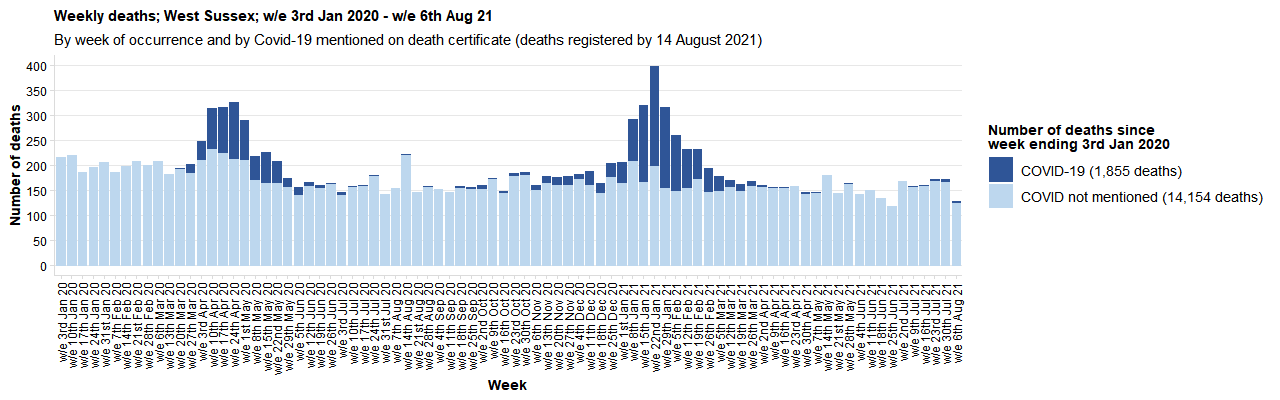 Weekly deaths; West Sussex; w/e 3rd Jan 2020 - w/e 6th Aug 21
By week of occurrence and by Covid-19 mentioned on death certificate (deaths registered by 14 August 2021)
Number of deaths
400
350
300
250
200
150
100
50
0
w/e 3rd Jan 20
w/e 10th Jan 20
w/e 17th Jan 20
w/e 24th Jan 20
w/e 31st Jan 20
w/e 7th Feb 20
w/e 14th Feb 20
w/e 21st Feb 20
w/e 28th Feb 20
w/e 6th Mar 20
w/e 13th Mar 20
w/e 20th Mar 20
w/e 27th Mar 20
w/e 3rd Apr 20
w/e 10th Apr 20
w/e 17th Apr 20
w/e 24th Apr 20
w/e 1st May 20
w/e 8th May 20
w/e 15th May 20
w/e 22nd May 20
w/e 29th May 20
w/e 5th Jun 20
w/e 12th Jun 20
w/e 19th Jun 20
w/e 26th Jun 20
w/e 3rd Jul 20
w/e 10th Jul 20
w/e 17th Jul 20
w/e 24th Jul 20
w/e 31st Jul 20
w/e 7th Aug 20
w/e 14th Aug 20
w/e 21st Aug 20
w/e 28th Aug 20
w/e 4th Sep 20
w/e 11th Sep 20
w/e 18th Sep 20
w/e 25th Sep 20
w/e 2nd Oct 20
w/e 9th Oct 20
w/e 16th Oct 20
w/e 23rd Oct 20
w/e 30th Oct 20
w/e 6th Nov 20
w/e 13th Nov 20
w/e 20th Nov 20
w/e 27th Nov 20
w/e 4th Dec 20
w/e 11th Dec 20
w/e 18th Dec 20
w/e 25th Dec 20
w/e 1st Jan 21
w/e 8th Jan 21
w/e 15th Jan 21
w/e 22nd Jan 21
w/e 29th Jan 21
w/e 5th Feb 21
w/e 12th Feb 21
w/e 19th Feb 21
w/e 26th Feb 21
w/e 5th Mar 21
w/e 12th Mar 21
w/e 19th Mar 21
w/e 26th Mar 21
w/e 2nd Apr 21
w/e 9th Apr 21
w/e 16th Apr 21
w/e 23rd Apr 21
w/e 30th Apr 21
w/e 7th May 21
w/e 14th May 21
w/e 21st May 21
w/e 28th May 21
w/e 4th Jun 21
w/e 11th Jun 21
w/e 18th Jun 21
w/e 25th Jun 21
w/e 2nd Jul 21
w/e 9th Jul 21
w/e 16th Jul 21
w/e 23rd Jul 21
w/e 30th Jul 21
w/e 6th Aug 21
Week
Number of deaths since
week ending 3rd Jan 2020
COVID-19 (1,855 deaths)
COVID not mentioned (14,154 deaths)